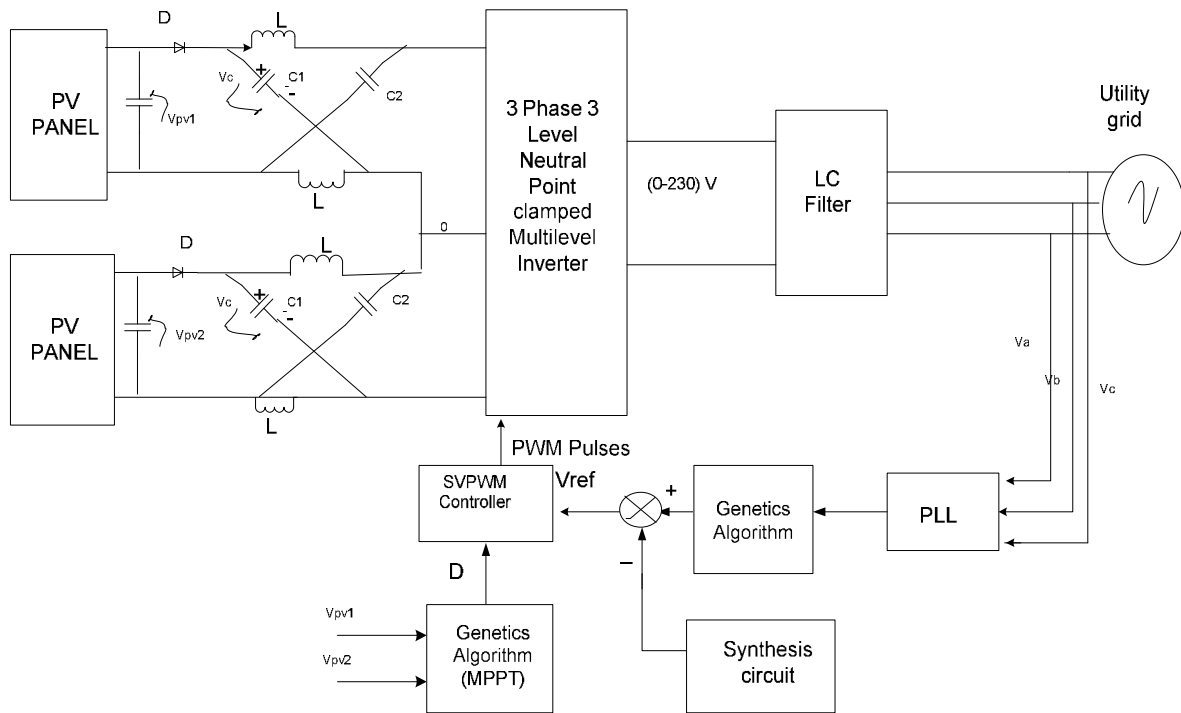 D
L
PV
PANEL
Vpv1
Vc
+
-
C1
C2
L
3 Phase 3
Level
Neutral
Point
clamped
Multilevel
Inverter
(0-230) V
LC
Filter
Utility
grid
0
D
L
PV
PANEL
Vpv2
Vc
+
-
C1
C2
L
Va
Vb
Vc
PWM Pulses
SVPWM
Controller
Vref
+
Genetics
Algorithm
PLL
D
–
Vpv1
Vpv2
Genetics
Algorithm
(MPPT)
Synthesis
circuit